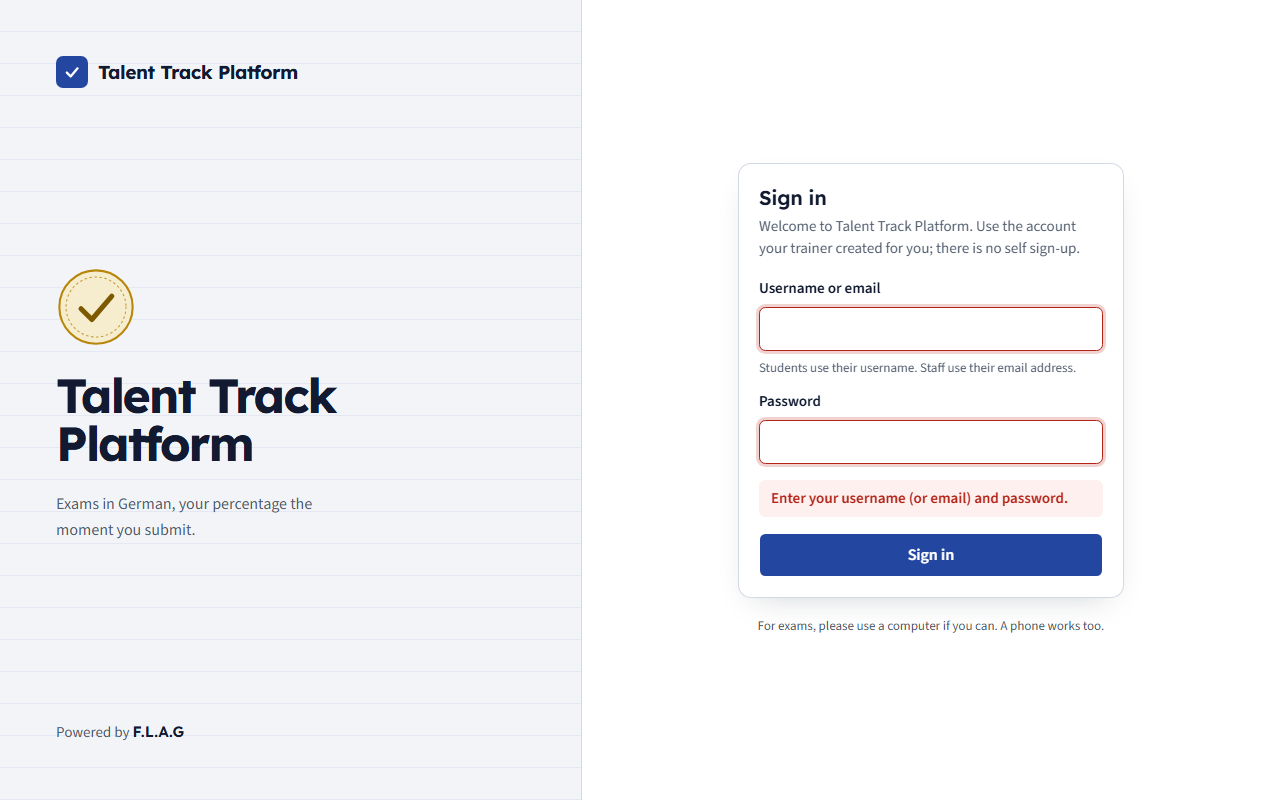 Talent Track Platform
Talent Track
Platform
Exams in German, your percentage the
moment you submit.
Powered by F.L.A.G
Sign in
Welcome to Talent Track Platform. Use the account
your trainer created for you; there is no self sign-up.
Username or email
Students use their username. Staff use their email address.
Password
Enter your username (or email) and password.
Sign in
For exams, please use a computer if you can. A phone works too.